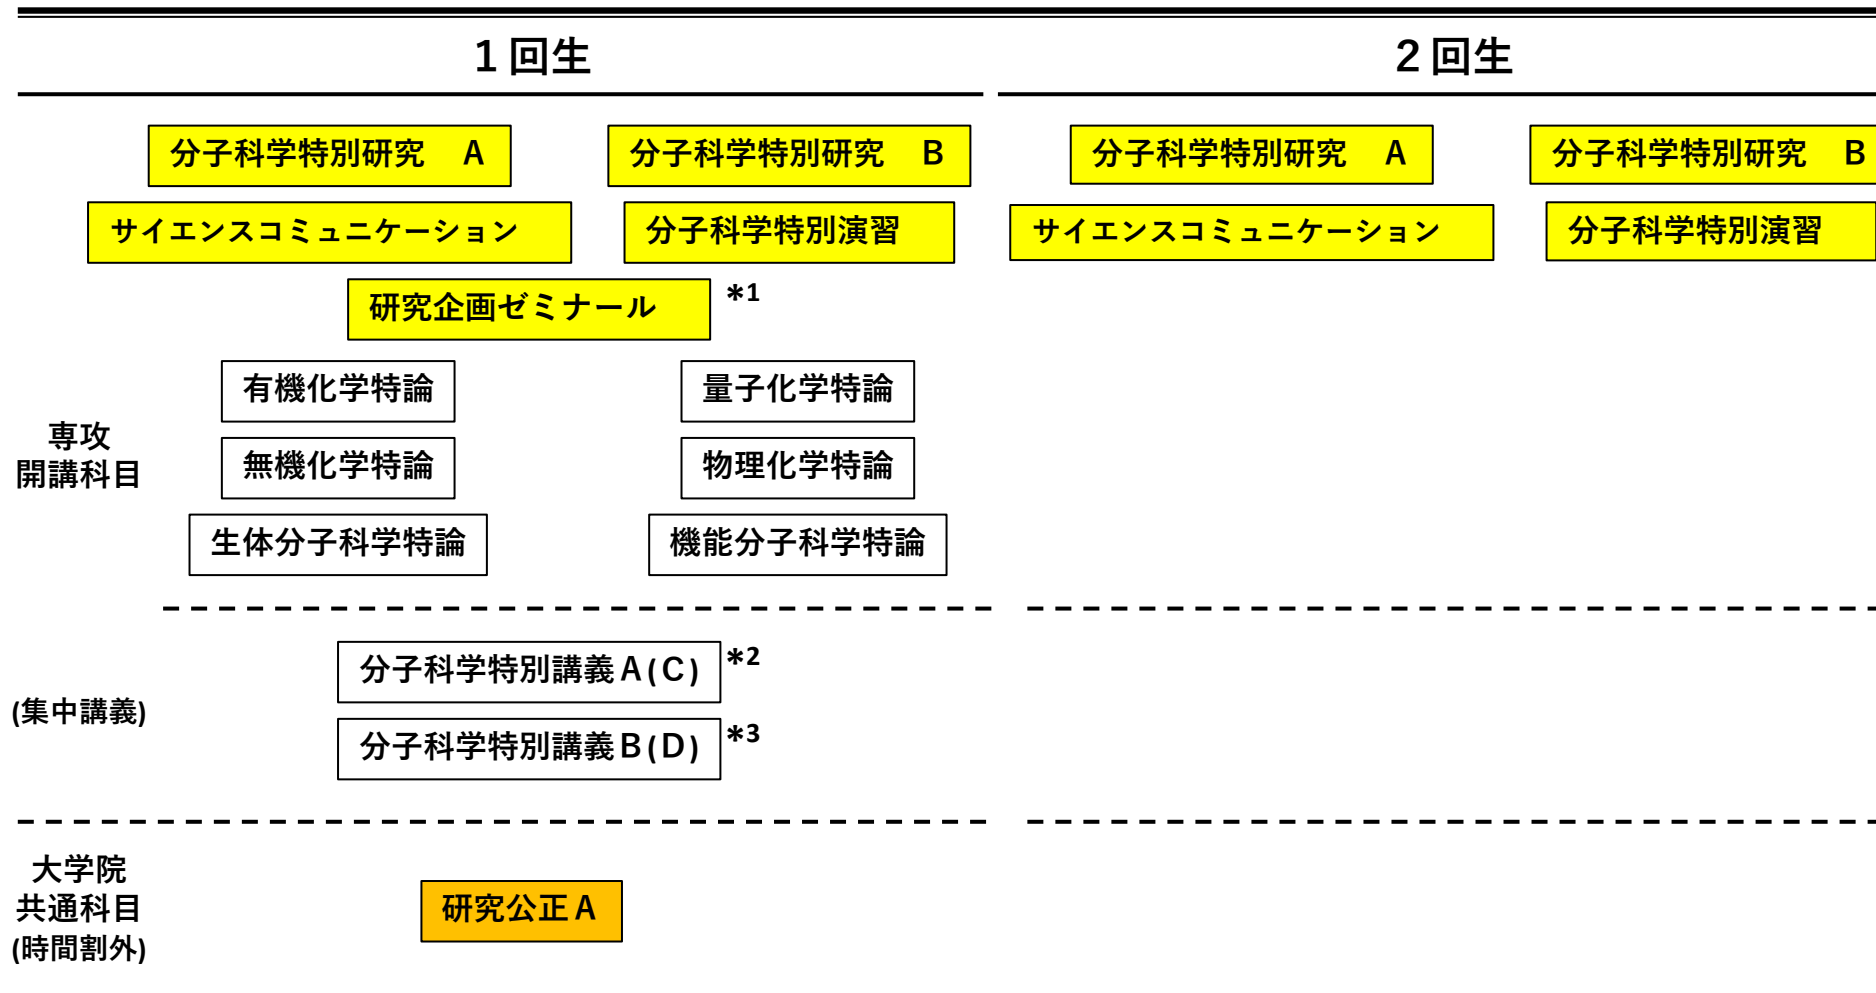 1回生
2回生
分子科学特別研究　A
分子科学特別研究　B
分子科学特別研究　A
分子科学特別研究　B
サイエンスコミュニケーション
分子科学特別演習
サイエンスコミュニケーション
分子科学特別演習
研究企画ゼミナール
*1
有機化学特論
量子化学特論
専攻
開講科目
無機化学特論
物理化学特論
生体分子科学特論
機能分子科学特論
(集中講義)
分子科学特別講義A(C)
*2
分子科学特別講義B(D)
*3
大学院
共通科目
(時間割外)
研究公正A